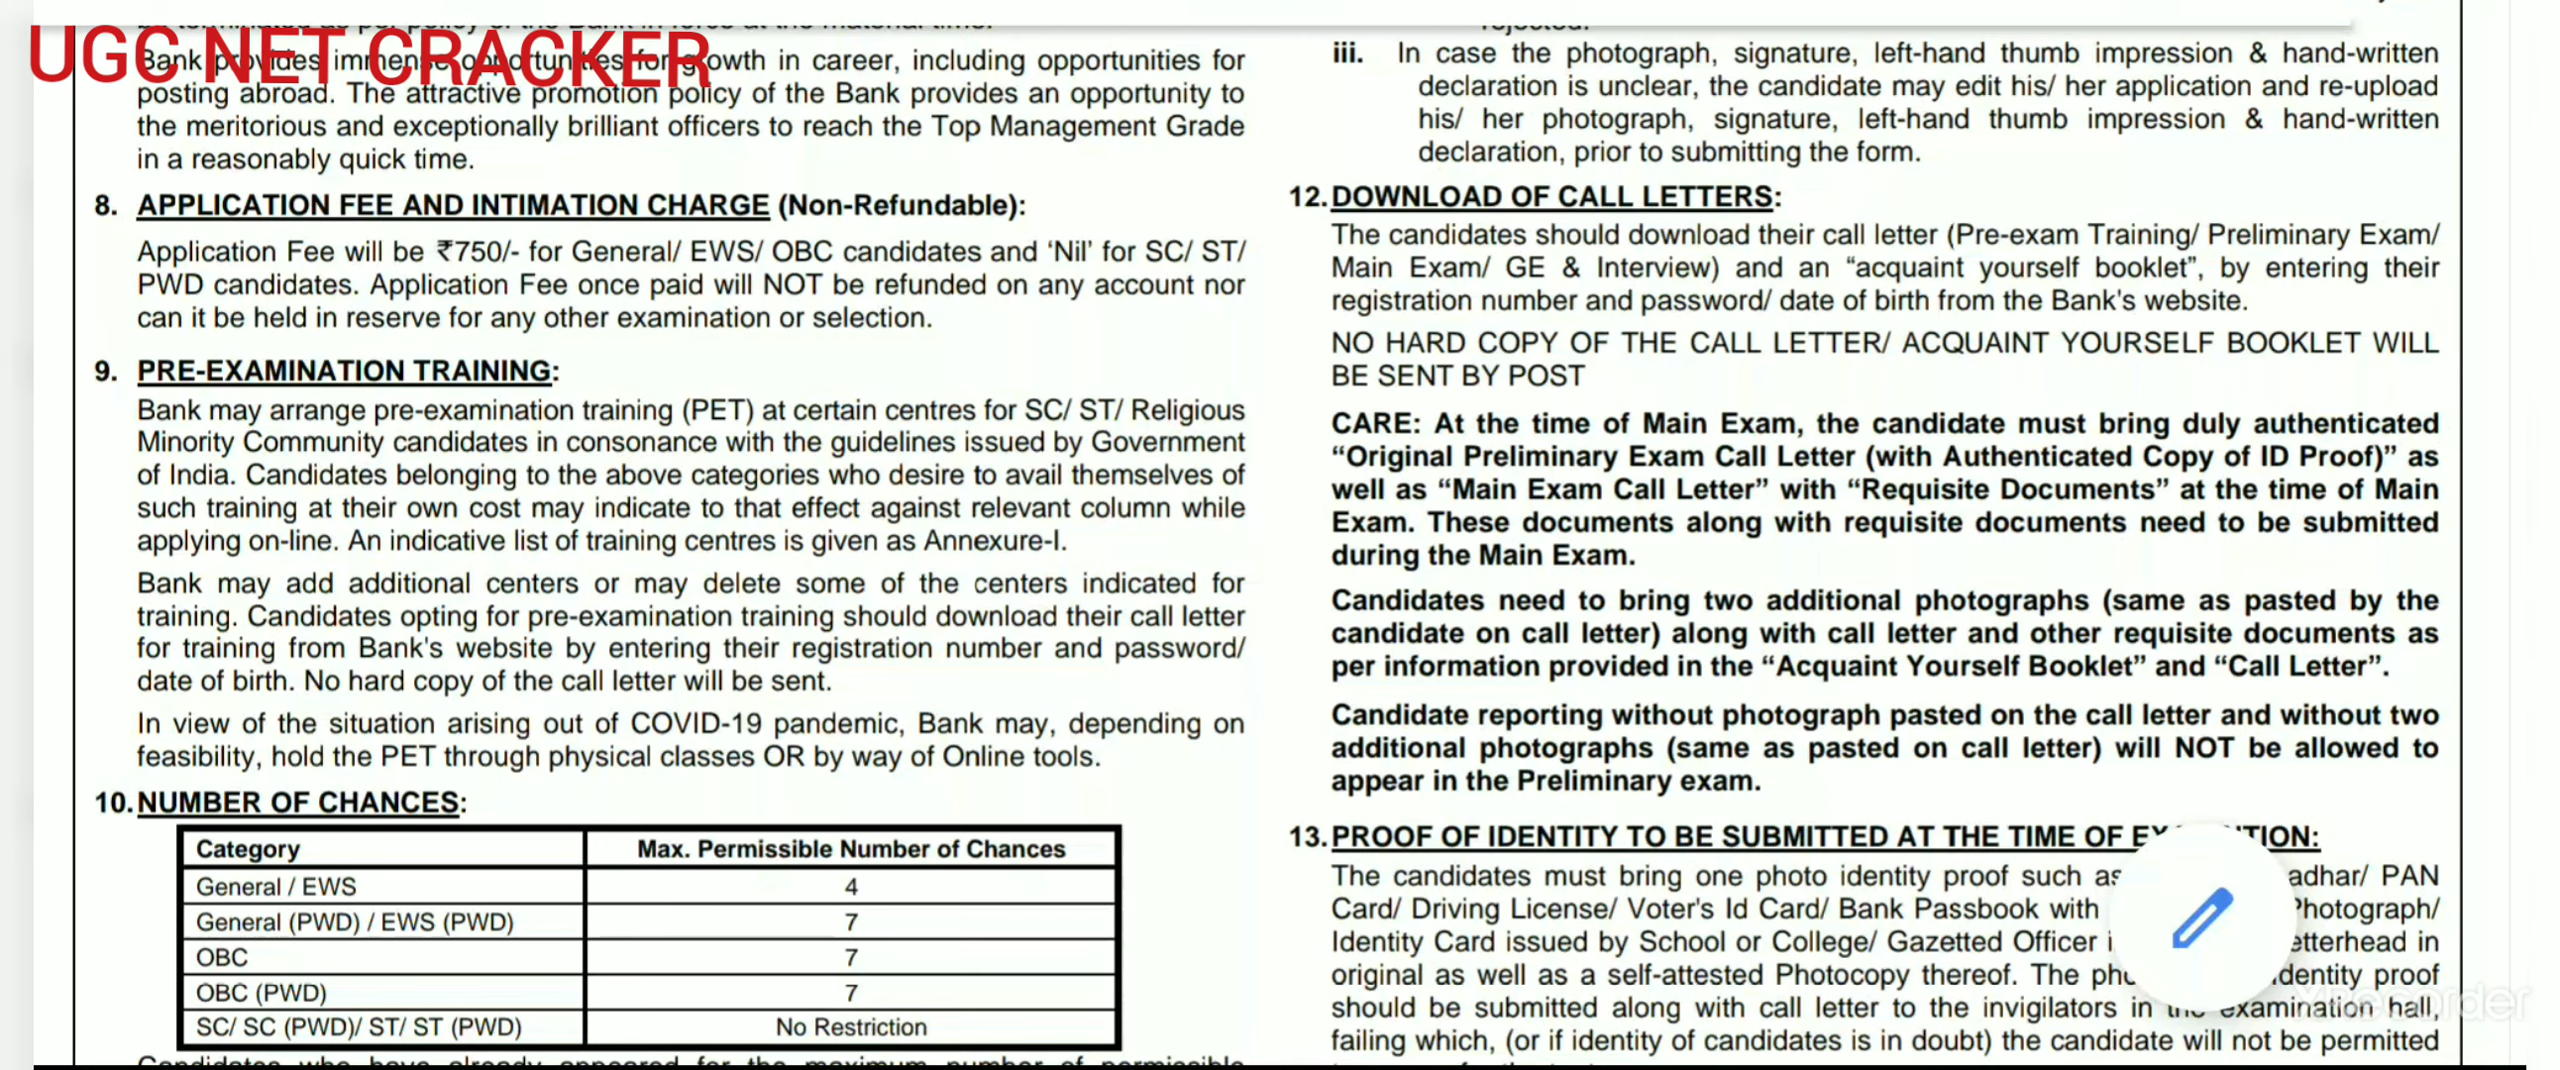 UGC NET CRACKER
Bank provides immense opportunities for growth in career, including opportunities for
posting abroad. The attractive promotion policy of the Bank provides an opportunity to
the meritorious and exceptionally brilliant officers to reach the Top Management Grade
in a reasonably quick time.
8. APPLICATION FEE AND INTIMATION CHARGE (Non-Refundable):
Application Fee will be ₹750/- for General/ EWS/ OBC candidates and ‘Nil’ for SC/ ST/
PWD candidates. Application Fee once paid will NOT be refunded on any account nor
can it be held in reserve for any other examination or selection.
9. PRE-EXAMINATION TRAINING:
Bank may arrange pre-examination training (PET) at certain centres for SC/ ST/ Religious
Minority Community candidates in consonance with the guidelines issued by Government
of India. Candidates belonging to the above categories who desire to avail themselves of
such training at their own cost may indicate to that effect against relevant column while
applying on-line. An indicative list of training centres is given as Annexure-I.
Bank may add additional centers or may delete some of the centers indicated for
training. Candidates opting for pre-examination training should download their call letter
for training from Bank's website by entering their registration number and password/
date of birth. No hard copy of the call letter will be sent.
In view of the situation arising out of COVID-19 pandemic, Bank may, depending on
feasibility, hold the PET through physical classes OR by way of Online tools.
10. NUMBER OF CHANCES:
Category Max. Permissible Number of Chances
General / EWS 4
General (PWD) / EWS (PWD) 7
OBC 7
OBC (PWD) 7
SC/ SC (PWD)/ ST/ ST (PWD) No Restriction
Candidates who have already appeared for the maximum number of permissible
iii. In case the photograph, signature, left-hand thumb impression & hand-written
declaration is unclear, the candidate may edit his/ her application and re-upload
his/ her photograph, signature, left-hand thumb impression & hand-written
declaration, prior to submitting the form.
12. DOWNLOAD OF CALL LETTERS:
The candidates should download their call letter (Pre-exam Training/ Preliminary Exam/
Main Exam/ GE & Interview) and an “acquaint yourself booklet”, by entering their
registration number and password/ date of birth from the Bank's website.
NO HARD COPY OF THE CALL LETTER/ ACQUAINT YOURSELF BOOKLET WILL
BE SENT BY POST
CARE: At the time of Main Exam, the candidate must bring duly authenticated
“Original Preliminary Exam Call Letter (with Authenticated Copy of ID Proof)” as
well as “Main Exam Call Letter” with “Requisite Documents” at the time of Main
Exam. These documents along with requisite documents need to be submitted
during the Main Exam.
Candidates need to bring two additional photographs (same as pasted by the
candidate on call letter) along with call letter and other requisite documents as
per information provided in the “Acquaint Yourself Booklet” and “Call Letter”.
Candidate reporting without photograph pasted on the call letter and without two
additional photographs (same as pasted on call letter) will NOT be allowed to
appear in the Preliminary exam.
13. PROOF OF IDENTITY TO BE SUBMITTED AT THE TIME OF
The candidates must bring one photo identity proof such as PAN
Card/ Driving License/ Voter's Id Card/ Bank Passbook with Photograph/
Identity Card issued by School or College/ Gazetted Officer in
original as well as a self-attested Photocopy thereof. The identity proof
should be submitted along with call letter to the invigilators in the examination hall,
failing which, (or if identity of candidates is in doubt) the candidate will not be permitted
XRecorder